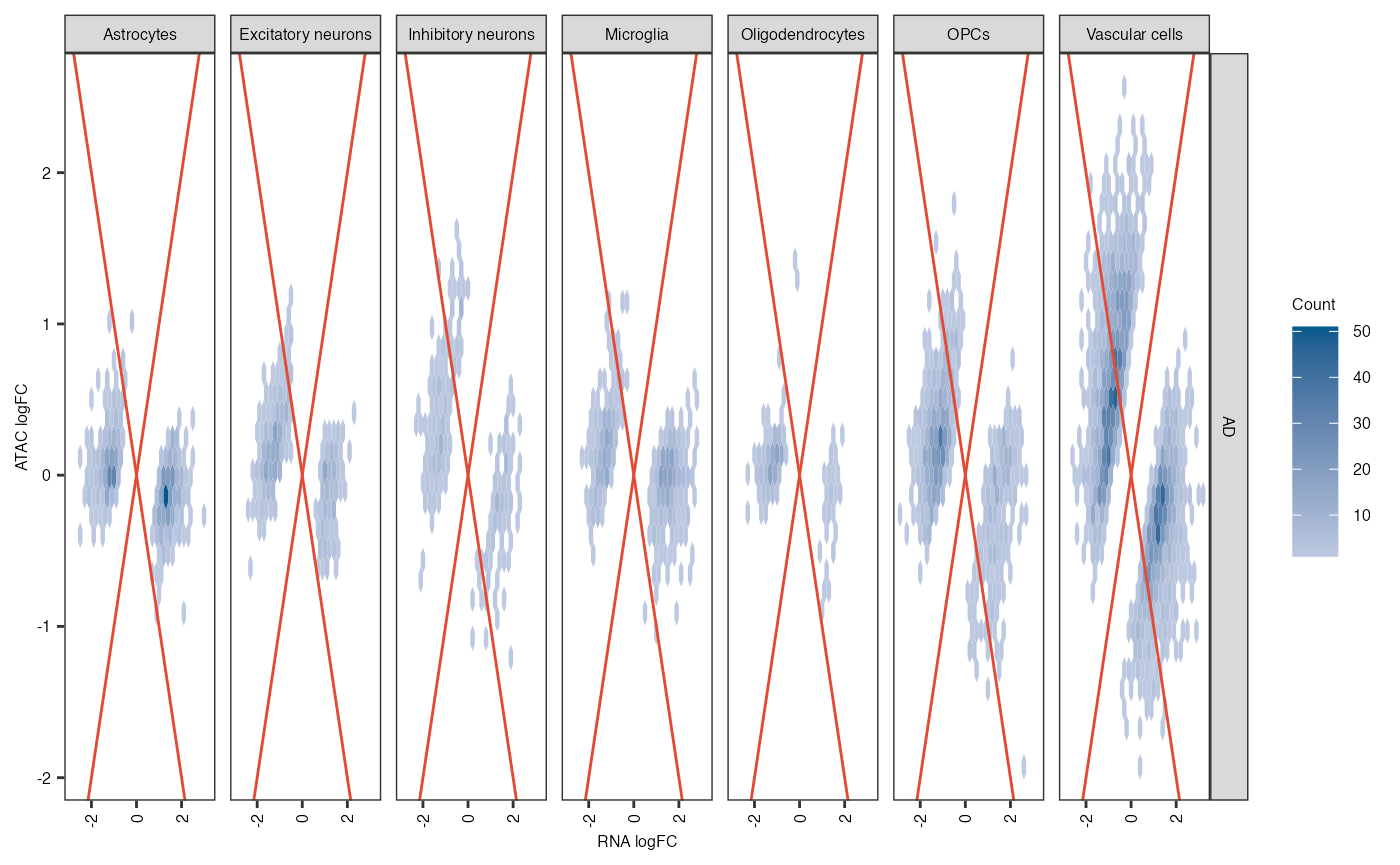 Astrocytes
Excitatory neurons
Inhibitory neurons
Microglia
Oligodendrocytes
OPCs
Vascular cells
AD
ATAC logFC
2
1
0
-1
-2
-2 0 2
-2 0 2
-2 0 2
-2 0 2
-2 0 2
-2 0 2
-2 0 2
RNA logFC
Count
50
40
30
20
10